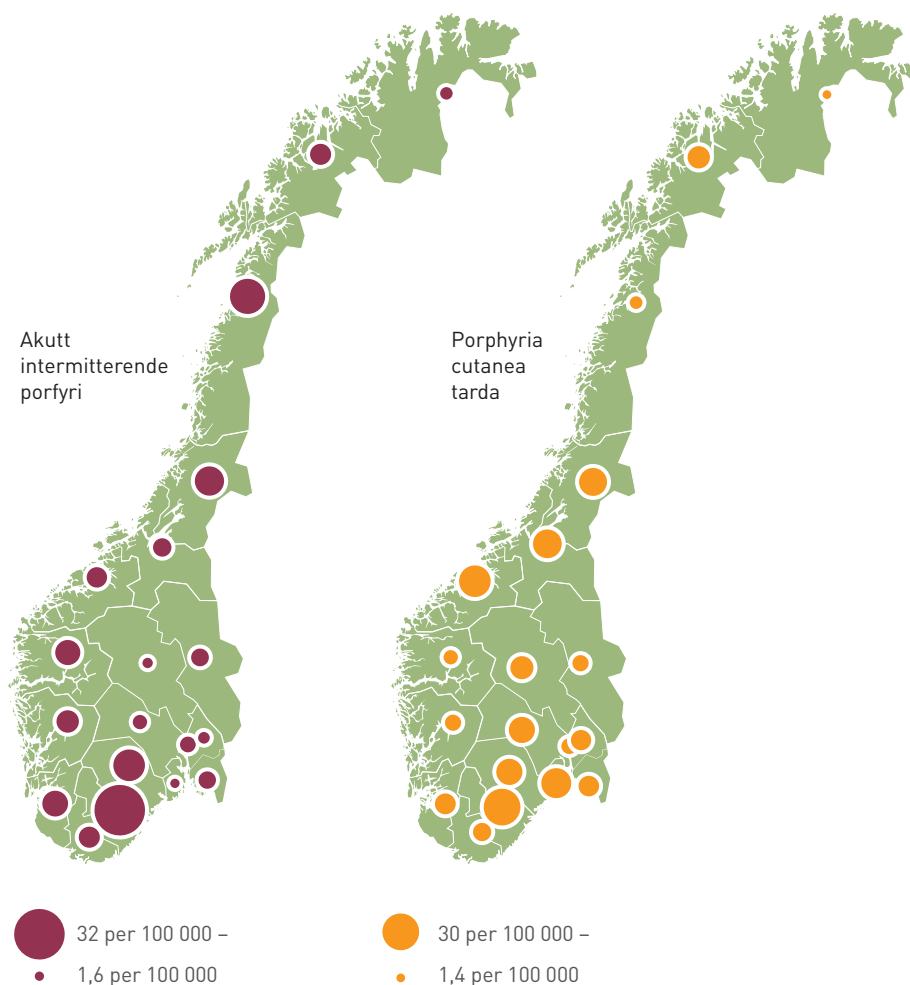 Akutt
intermitterende
porfyri
Porphyria
cutanea
tarda
32 per 100 000 –
1,6 per 100 000
30 per 100 000 –
1,4 per 100 000